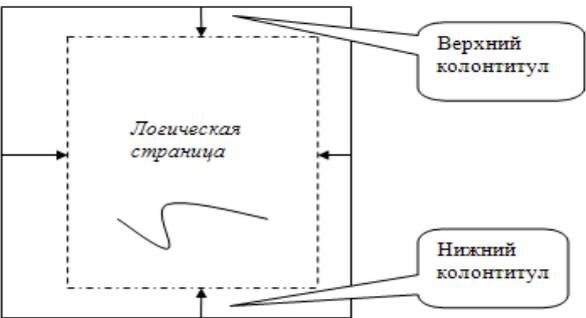 Верхний
колонтитул
Логическая
страница
Нижний
колонтитул